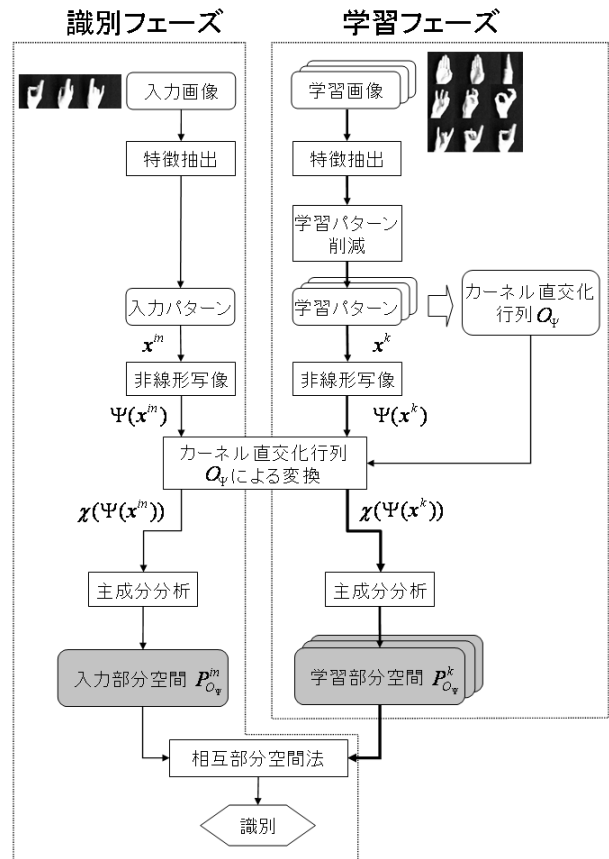 識別フェーズ
学習フェーズ
入力画像
学習画像
特徴抽出
特徴抽出
学習パターン
削減
入力パターン
学習パターン
カーネル直交化
行列 O_Ψ
x^{in}
x^k
非線形写像
非線形写像
Ψ(x^{in})
Ψ(x^k)
カーネル直交化行列
O_Ψによる変換
χ(Ψ(x^{in}))
χ(Ψ(x^k))
主成分分析
主成分分析
入力部分空間 P^{in}_{O_Ψ}
学習部分空間 P^k_{O_Ψ}
相互部分空間法
識別